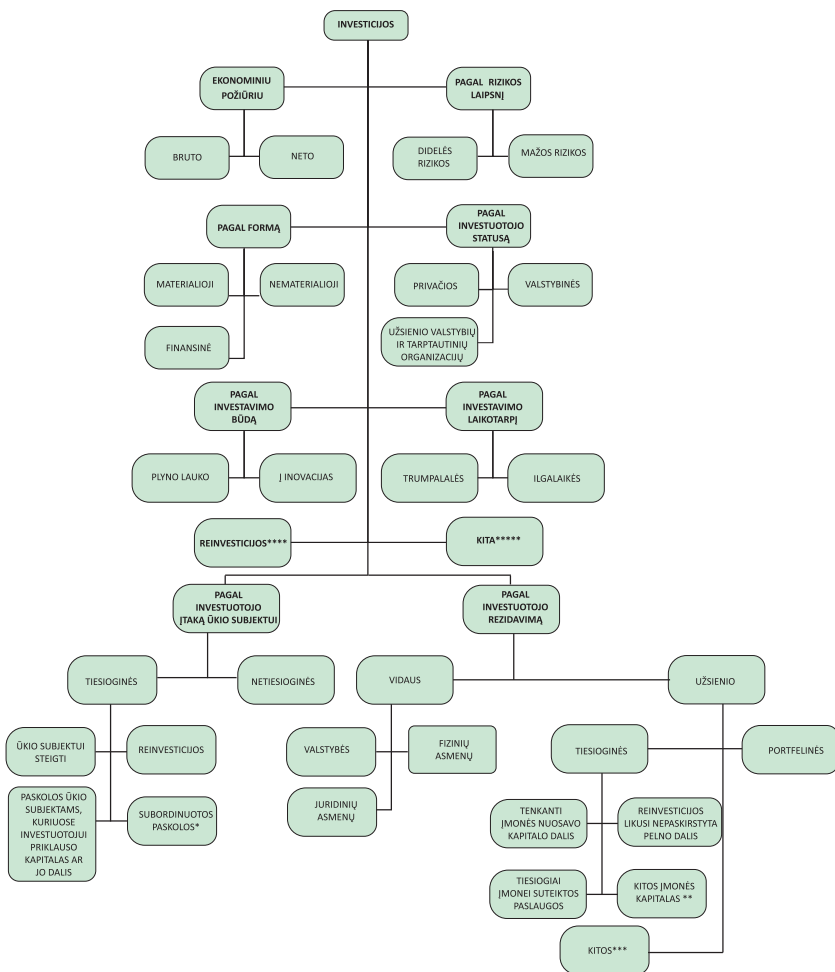 INVESTICIJOS
EKONOMINIU
POŽIŪRIU
PAGAL RIZIKOS
LAIPSNĮ
BRUTO
NETO
DIDELĖS
RIZIKOS
MAŽOS RIZIKOS
PAGAL FORMĄ
PAGAL
INVESTUOTOJO
STATUSĄ
MATERIALIOJI
NEMATERIALIOJI
PRIVAČIOS
VALSTYBINĖS
FINANSINĖ
UŽSIENIO VALSTYBIŲ
IR TARPTAUTINIŲ
ORGANIZACIJŲ
PAGAL
INVESTAVIMO
BŪDĄ
PAGAL
INVESTAVIMO
LAIKOTARPĮ
PLYNO LAUKO
Į INOVACIJAS
TRUMPALALĖS
ILGALAIKĖS
REINVESTICIJOS****
KITA*****
PAGAL
INVESTUOTOJO
ĮTAKĄ ŪKIO SUBJEKTUI
PAGAL
INVESTUOTOJO
REZIDAVIMĄ
TIESIOGINĖS
NETIESIOGINĖS
VIDAUS
UŽSIENIO
ŪKIO SUBJEKTUI
STEIGTI
REINVESTICIJOS
VALSTYBĖS
FIZINIŲ
ASMENŲ
TIESIOGINĖS
PORTFELINĖS
PASKOLOS ŪKIO
SUBJEKTAMS,
KURIUOSE
INVESTUOTOJUI
PRIKLAUSO
KAPITALAS AR
JO DALIS
SUBORDINUOTOS
PASKOLOS*
JURIDINIŲ
ASMENŲ
TENKANTI
ĮMONĖS NUOSAVO
KAPITALO DALIS
REINVESTICIJOS
LIKUSI NEPASKIRSTYTA
PELNO DALIS
TIESIOGIAI
ĮMONEI SUTEIKTOS
PASLAUGOS
KITOS ĮMONĖS
KAPITALAS **
KITOS***